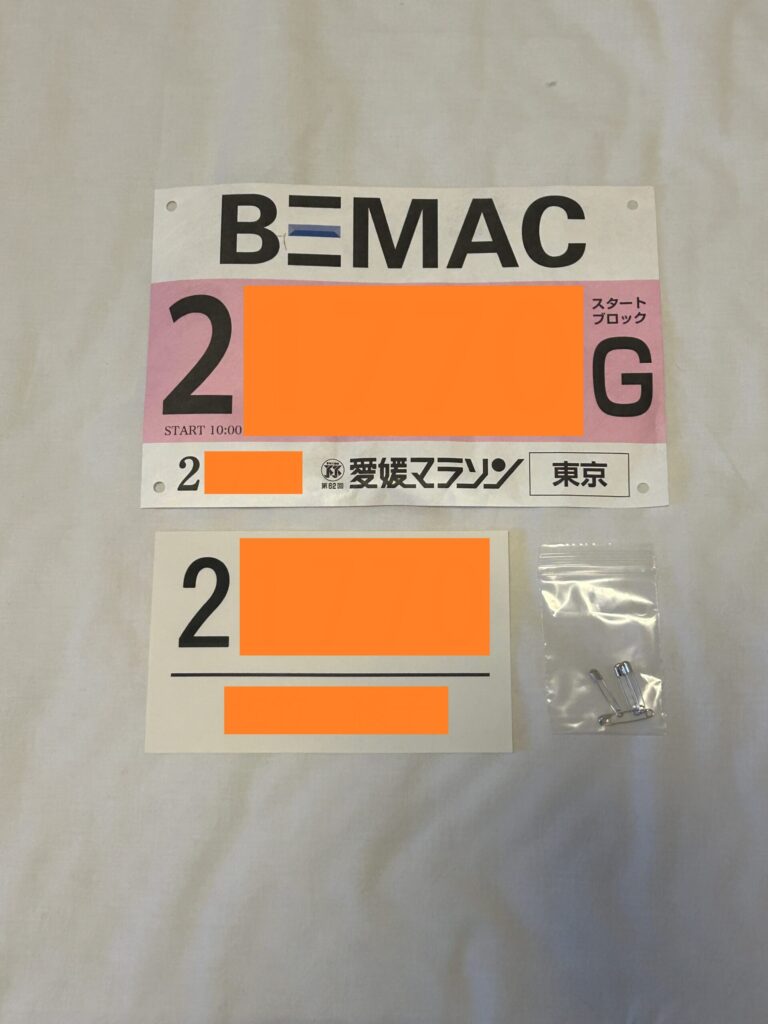 BEMAC
2
スタート
ブロック
G
START 10:00
2 第62回 愛媛マラソン 東京
2